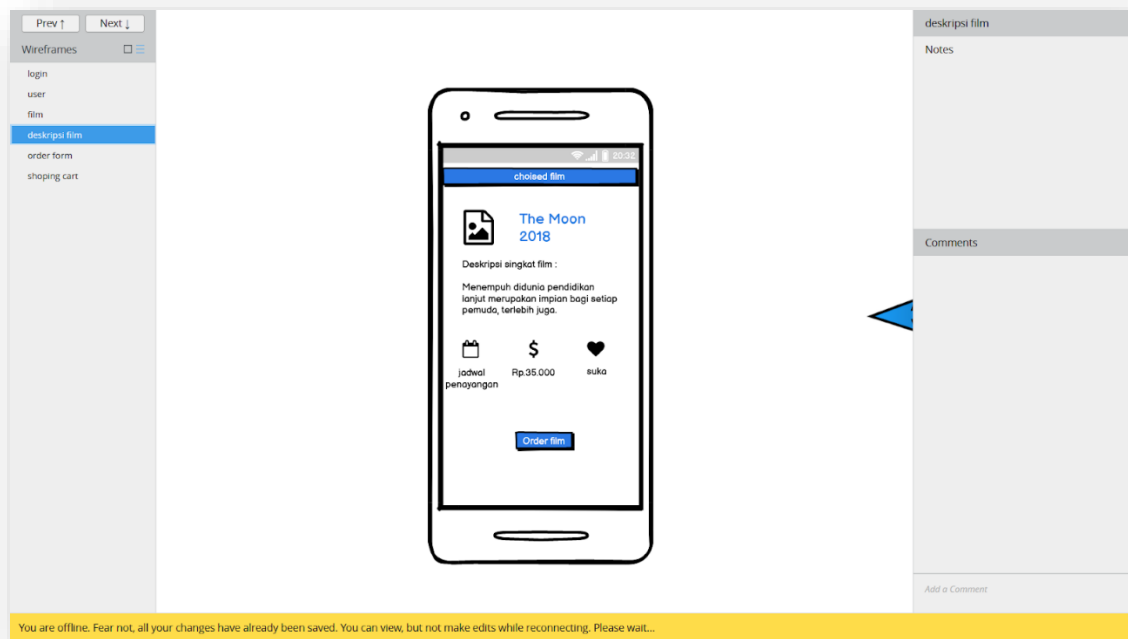 Prev ↑ Next ↓
Wireframes
login
user
film
deskripsi film
order form
shoping cart
20:32
choised film
The Moon
2018
Deskripsi singkat film :
Menempuh didunia pendidikan
lanjut merupakan impian bagi setiap
pemuda, terlebih juga.
jadwal
penayangan
Rp.35.000
suka
Order film
deskripsi film
Notes
Comments
Add a Comment
You are offline. Fear not, all your changes have already been saved. You can view, but not make edits while reconnecting. Please wait...